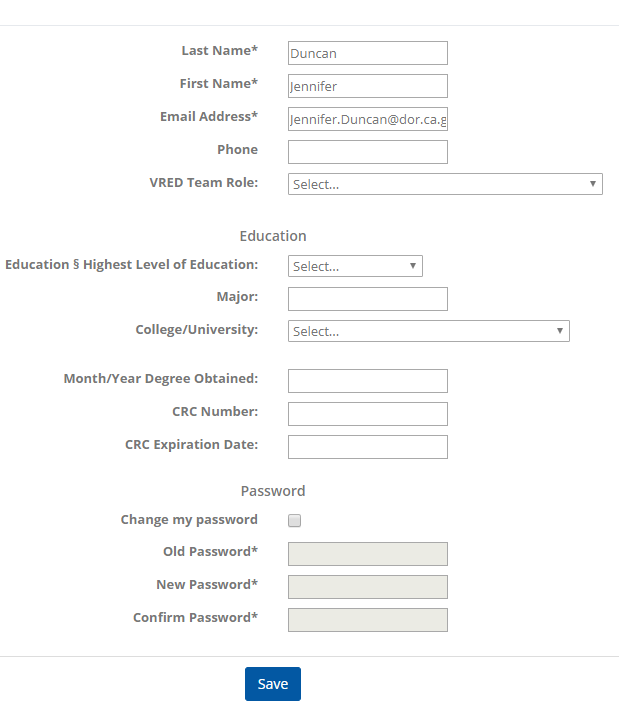 Last Name* Duncan
First Name* Jennifer
Email Address* Jennifer.Duncan@dor.ca.g
Phone
VRED Team Role: Select...
Education
Education § Highest Level of Education: Select...
Major:
College/University: Select...
Month/Year Degree Obtained:
CRC Number:
CRC Expiration Date:
Password
Change my password
Old Password*
New Password*
Confirm Password*
Save